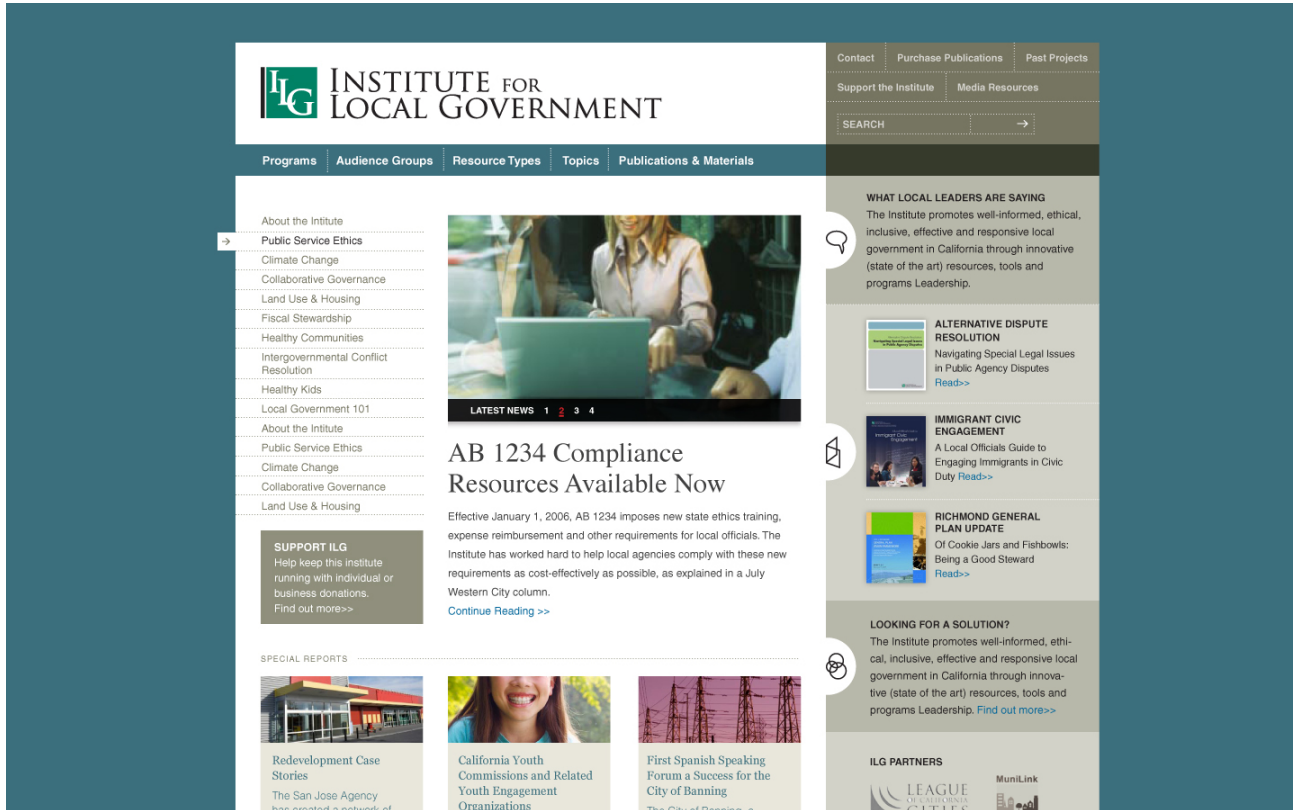 ILG
INSTITUTE FOR
LOCAL GOVERNMENT
Contact
Purchase Publications
Past Projects
Support the Institute
Media Resources
SEARCH
Programs
Audience Groups
Resource Types
Topics
Publications & Materials
About the Intitute
Public Service Ethics
Climate Change
Collaborative Governance
Land Use & Housing
Fiscal Stewardship
Healthy Communities
Intergovernmental Conflict
Resolution
Healthy Kids
Local Government 101
About the Intitute
Public Service Ethics
Climate Change
Collaborative Governance
Land Use & Housing
SUPPORT ILG
Help keep this institute
running with individual or
business donations.
Find out more>>
LATEST NEWS 1 2 3 4
AB 1234 Compliance
Resources Available Now
Effective January 1, 2006, AB 1234 imposes new state ethics training,
expense reimbursement and other requirements for local officials. The
Institute has worked hard to help local agencies comply with these new
requirements as cost-effectively as possible, as explained in a July
Western City column.
Continue Reading >>
SPECIAL REPORTS
Redevelopment Case
Stories
The San Jose Agency
has created a network of
California Youth
Commissions and Related
Youth Engagement
Organizations
First Spanish Speaking
Forum a Success for the
City of Banning
The City of Banning, a
WHAT LOCAL LEADERS ARE SAYING
The Institute promotes well-informed, ethical,
inclusive, effective and responsive local
government in California through innovative
(state of the art) resources, tools and
programs Leadership.
ALTERNATIVE DISPUTE
RESOLUTION
Navigating Special Legal Issues
in Public Agency Disputes
Read>>
Immigrant Civic
Engagement
IMMIGRANT CIVIC
ENGAGEMENT
A Local Officials Guide to
Engaging Immigrants in Civic
Duty Read>>
RICHMOND GENERAL
PLAN UPDATE
Of Cookie Jars and Fishbowls:
Being a Good Steward
Read>>
LOOKING FOR A SOLUTION?
The Institute promotes well-informed, ethi-
cal, inclusive, effective and responsive local
government in California through innova-
tive (state of the art) resources, tools and
programs Leadership. Find out more>>
ILG PARTNERS
LEAGUE
OF CALIFORNIA
CITIES
MuniLink